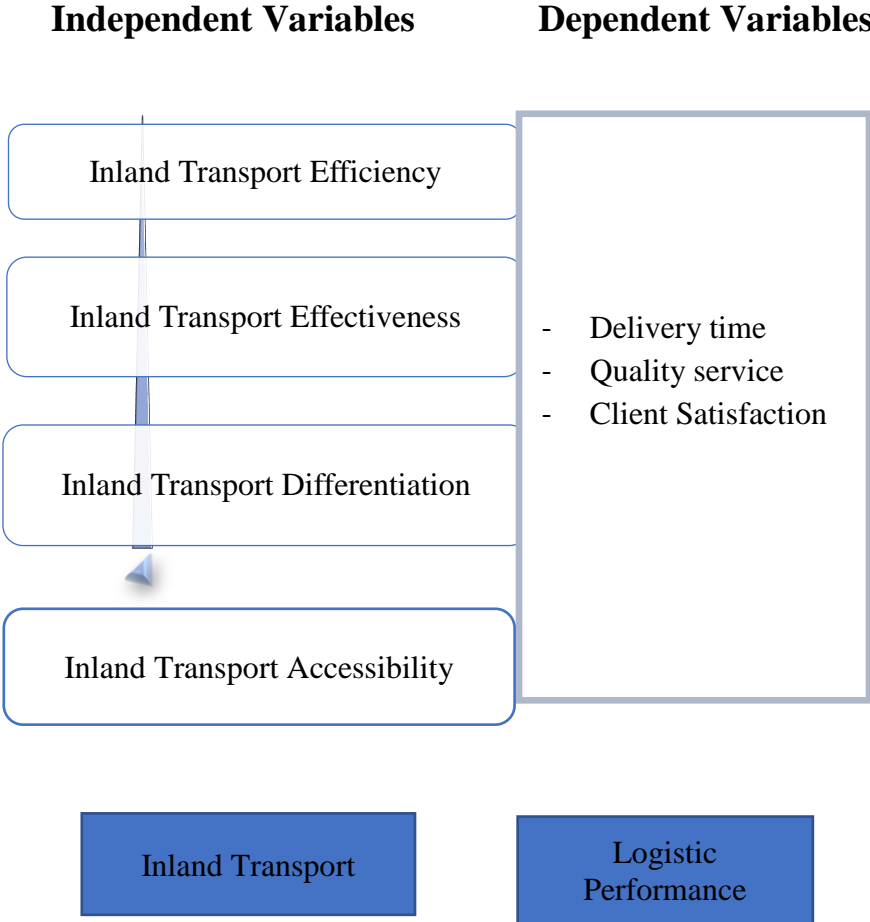 Independent Variables
Dependent Variables
Inland Transport Efficiency
Inland Transport Effectiveness
Inland Transport Differentiation
Inland Transport Accessibility
- Delivery time
- Quality service
- Client Satisfaction
Inland Transport
Logistic
Performance